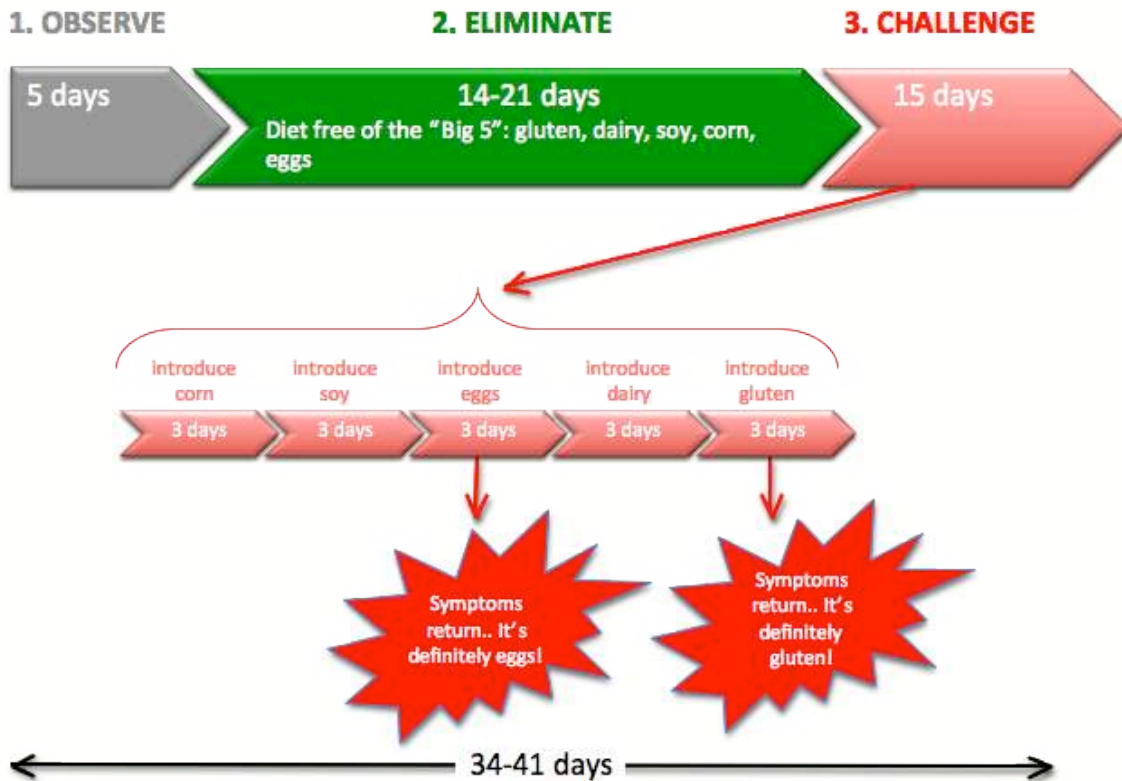 1. OBSERVE
2. ELIMINATE
3. CHALLENGE
5 days
14-21 days
Diet free of the “Big 5”: gluten, dairy, soy, corn,
eggs
15 days
introduce
corn
introduce
soy
introduce
eggs
introduce
dairy
introduce
gluten
3 days
3 days
3 days
3 days
3 days
Symptoms
return.. It’s
definitely eggs!
Symptoms
return.. It’s
definitely
gluten!
34-41 days